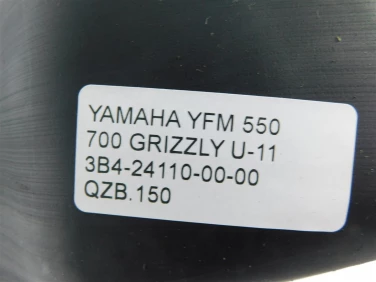 YAMAHA YFM 550
700 GRIZZLY U-11
3B4-24110-00-00
QZB.150